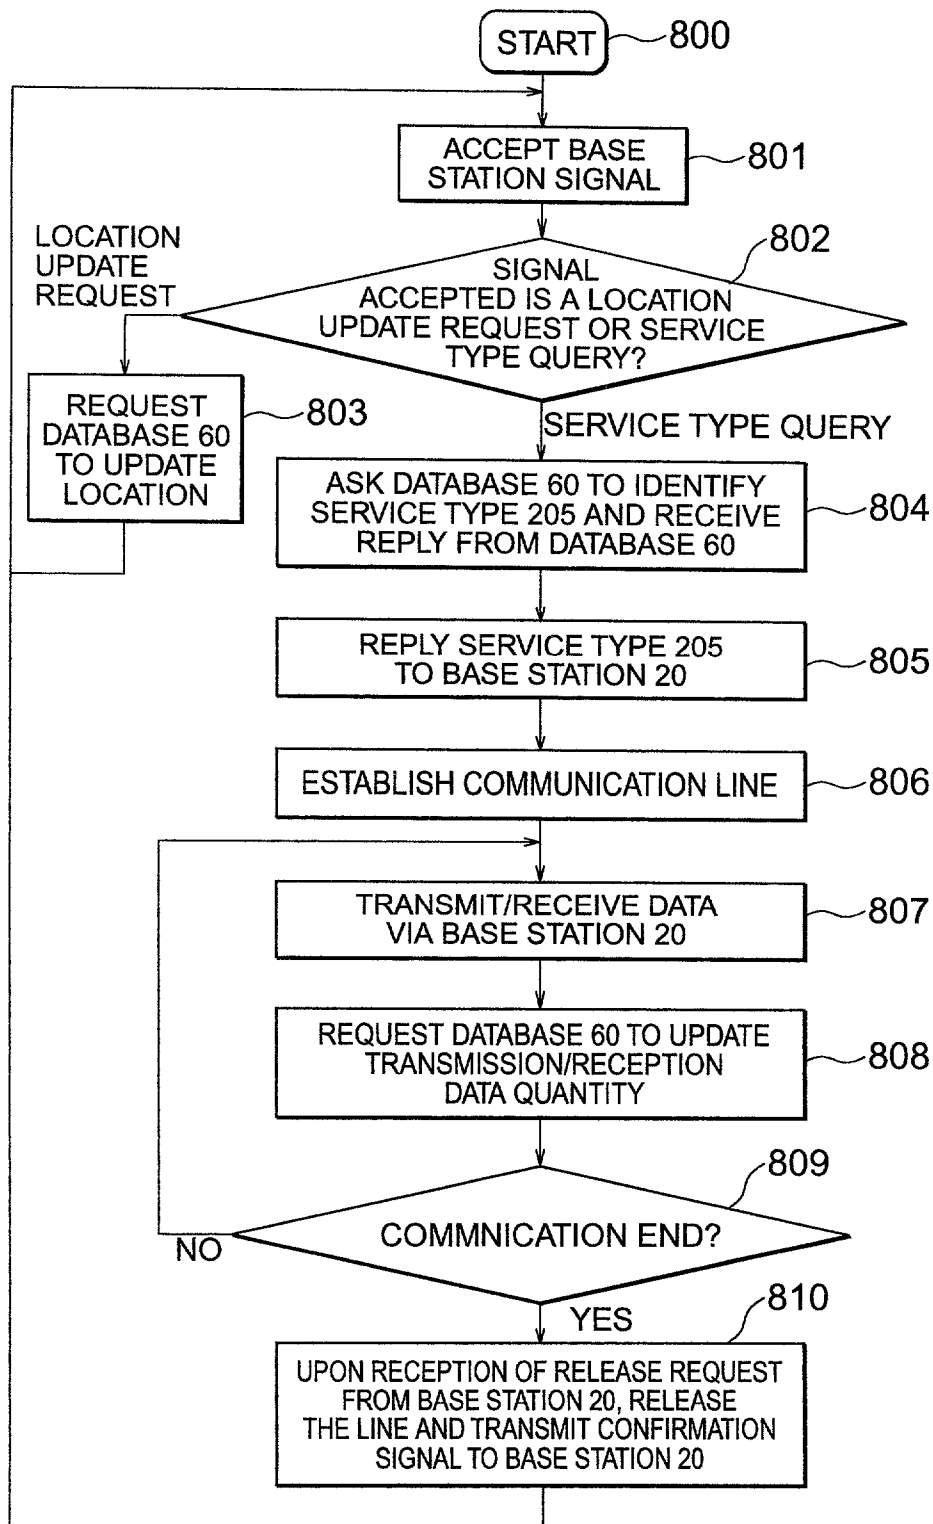 START
800
ACCEPT BASE
STATION SIGNAL
801
LOCATION
UPDATE
REQUEST
802
SIGNAL
ACCEPTED IS A LOCATION
UPDATE REQUEST OR SERVICE
TYPE QUERY?
REQUEST
DATABASE 60
TO UPDATE
LOCATION
803
SERVICE TYPE QUERY
ASK DATABASE 60 TO IDENTIFY
SERVICE TYPE 205 AND RECEIVE
REPLY FROM DATABASE 60
804
REPLY SERVICE TYPE 205
TO BASE STATION 20
805
ESTABLISH COMMUNICATION LINE
806
TRANSMIT/RECEIVE DATA
VIA BASE STATION 20
807
REQUEST DATABASE 60 TO UPDATE
TRANSMISSION/RECEPTION
DATA QUANTITY
808
809
COMMNICATION END?
NO
YES
810
UPON RECEPTION OF RELEASE REQUEST
FROM BASE STATION 20, RELEASE
THE LINE AND TRANSMIT CONFIRMATION
SIGNAL TO BASE STATION 20